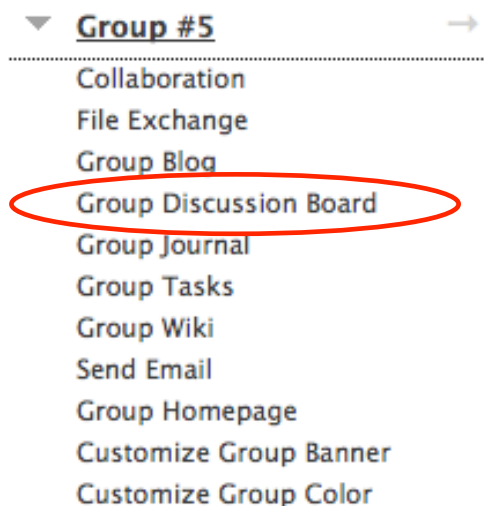 Group #5
Collaboration
File Exchange
Group Blog
Group Discussion Board
Group Journal
Group Tasks
Group Wiki
Send Email
Group Homepage
Customize Group Banner
Customize Group Color